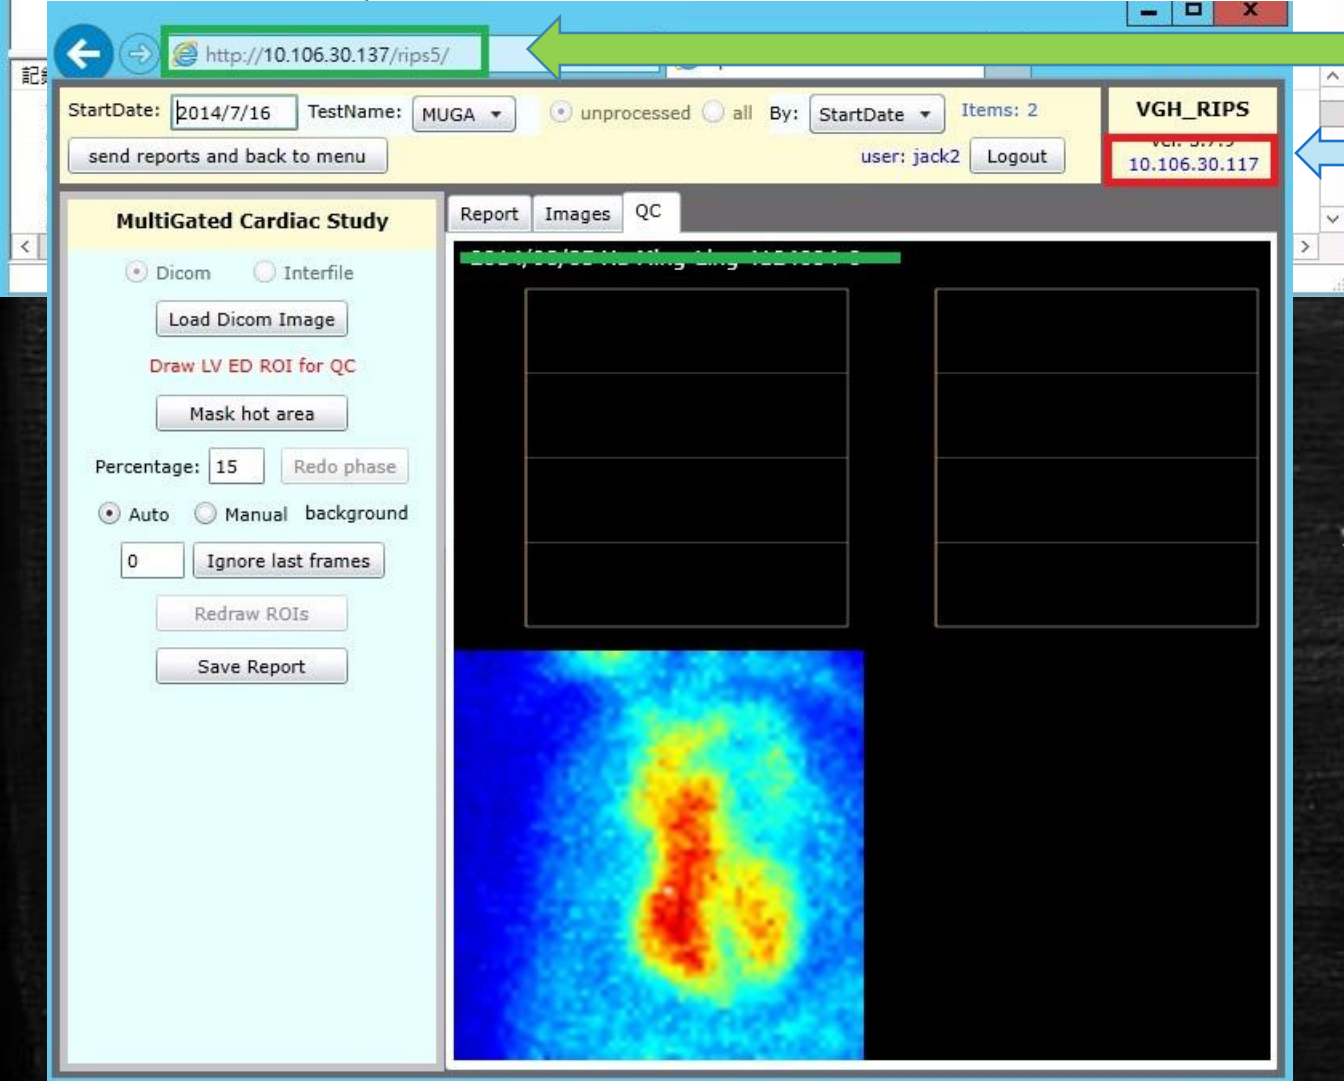 http://10.106.30.137/rips5/
StartDate: 2014/7/16 TestName: MUGA unprocessed all By: StartDate Items: 2
VGH_RIPS
send reports and back to menu
user: jack2 Logout
10.106.30.117
MultiGated Cardiac Study
Report Images QC
Dicom Interfile
Load Dicom Image
Draw LV ED ROI for QC
Mask hot area
Percentage: 15 Redo phase
Auto Manual background
0 Ignore last frames
Redraw ROIs
Save Report